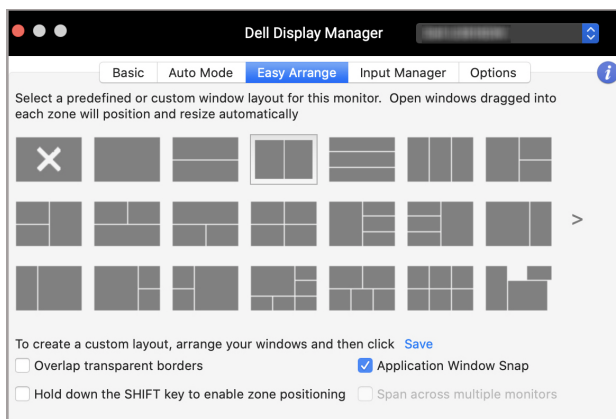 Dell Display Manager
Basic Auto Mode Easy Arrange Input Manager Options
Select a predefined or custom window layout for this monitor. Open windows dragged into
each zone will position and resize automatically
>
To create a custom layout, arrange your windows and then click Save
Overlap transparent borders
Application Window Snap
Hold down the SHIFT key to enable zone positioning
Span across multiple monitors